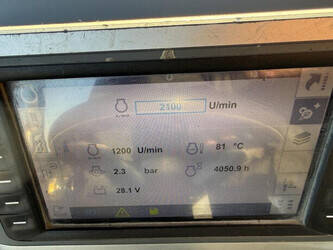 2100 U/min
1200 U/min 81 °C
2.3 bar 4050.9 h
28.1 V